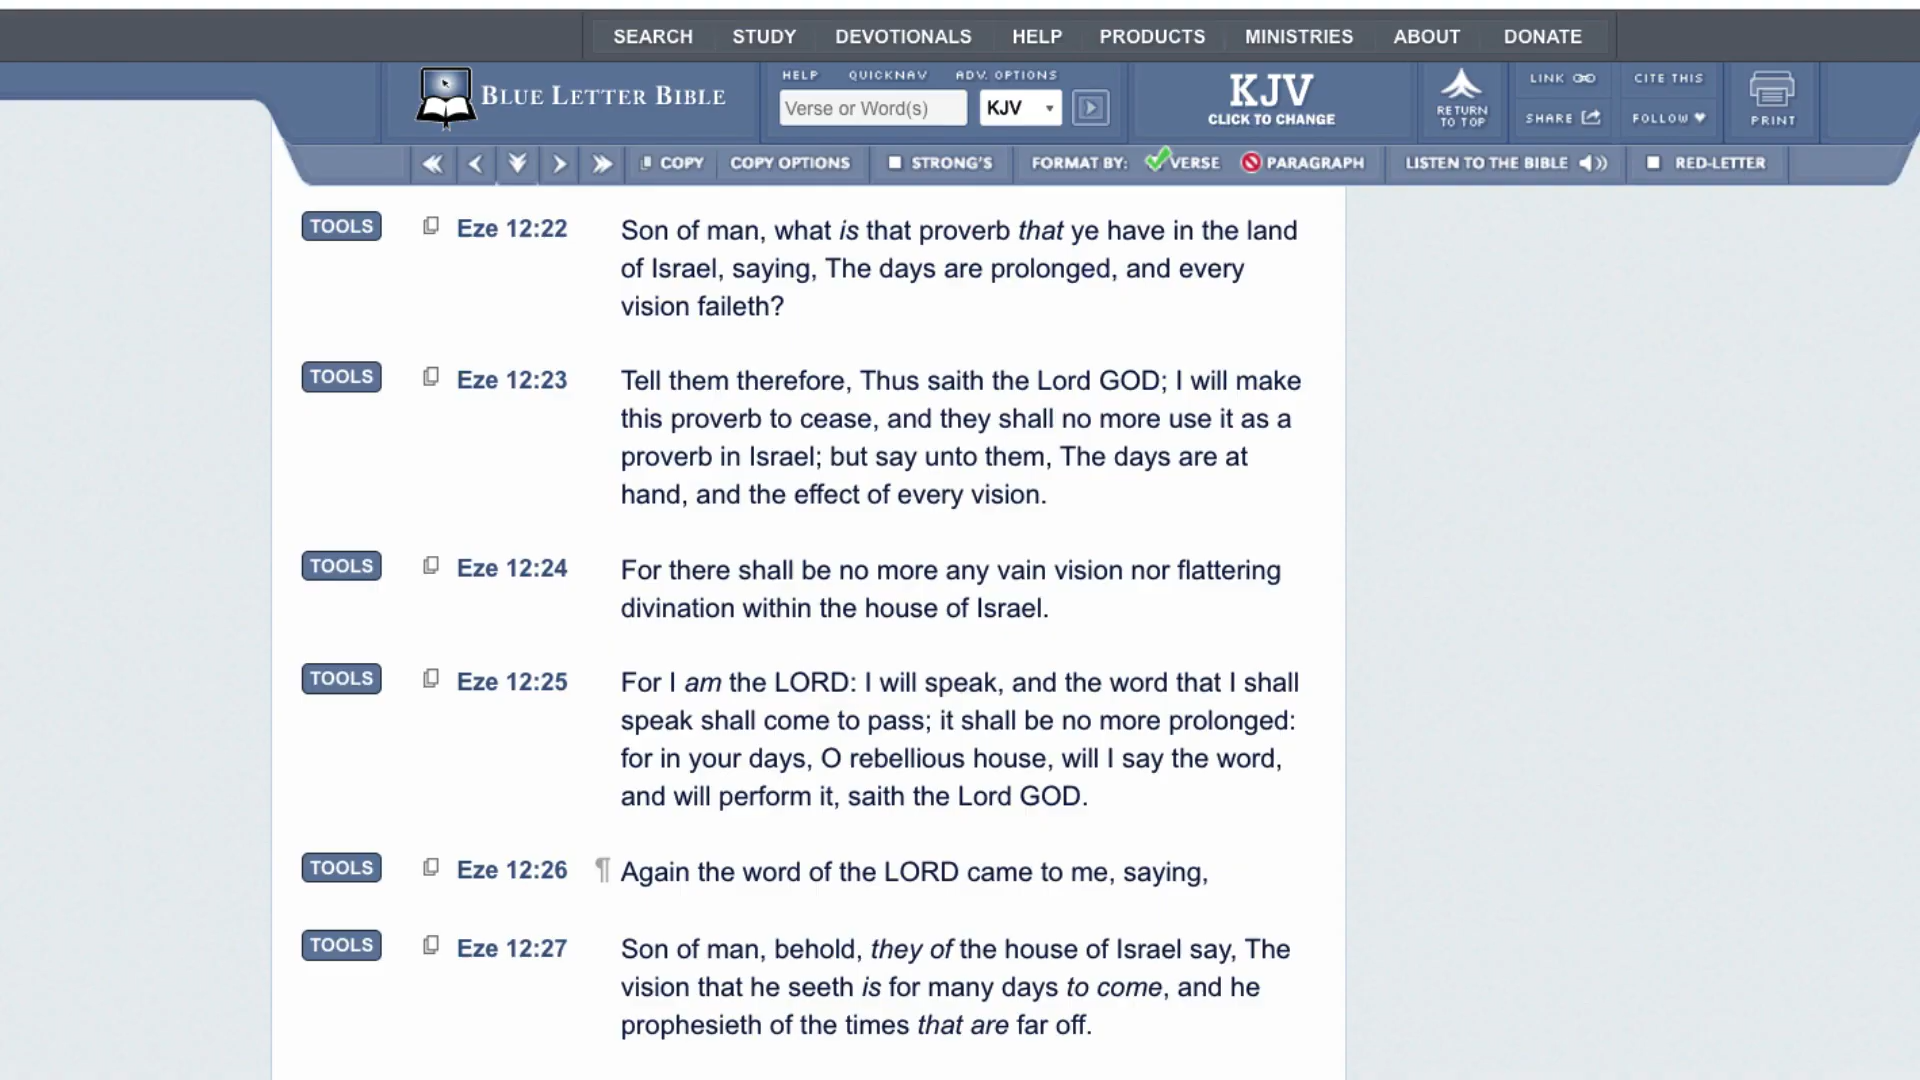 SEARCH STUDY DEVOTIONALS HELP PRODUCTS MINISTRIES ABOUT DONATE
BLUE LETTER BIBLE
HELP QUICKNAV ADV. OPTIONS
Verse or Word(s) KJV
KJV
CLICK TO CHANGE
RETURN
TO TOP
LINK
SHARE
CITE THIS
FOLLOW
PRINT
COPY COPY OPTIONS STRONG'S FORMAT BY: VERSE PARAGRAPH LISTEN TO THE BIBLE RED-LETTER
TOOLS Eze 12:22 Son of man, what is that proverb that ye have in the land
of Israel, saying, The days are prolonged, and every
vision faileth?
TOOLS Eze 12:23 Tell them therefore, Thus saith the Lord GOD; I will make
this proverb to cease, and they shall no more use it as a
proverb in Israel; but say unto them, The days are at
hand, and the effect of every vision.
TOOLS Eze 12:24 For there shall be no more any vain vision nor flattering
divination within the house of Israel.
TOOLS Eze 12:25 For I am the LORD: I will speak, and the word that I shall
speak shall come to pass; it shall be no more prolonged:
for in your days, O rebellious house, will I say the word,
and will perform it, saith the Lord GOD.
TOOLS Eze 12:26 ¶ Again the word of the LORD came to me, saying,
TOOLS Eze 12:27 Son of man, behold, they of the house of Israel say, The
vision that he seeth is for many days to come, and he
prophesieth of the times that are far off.